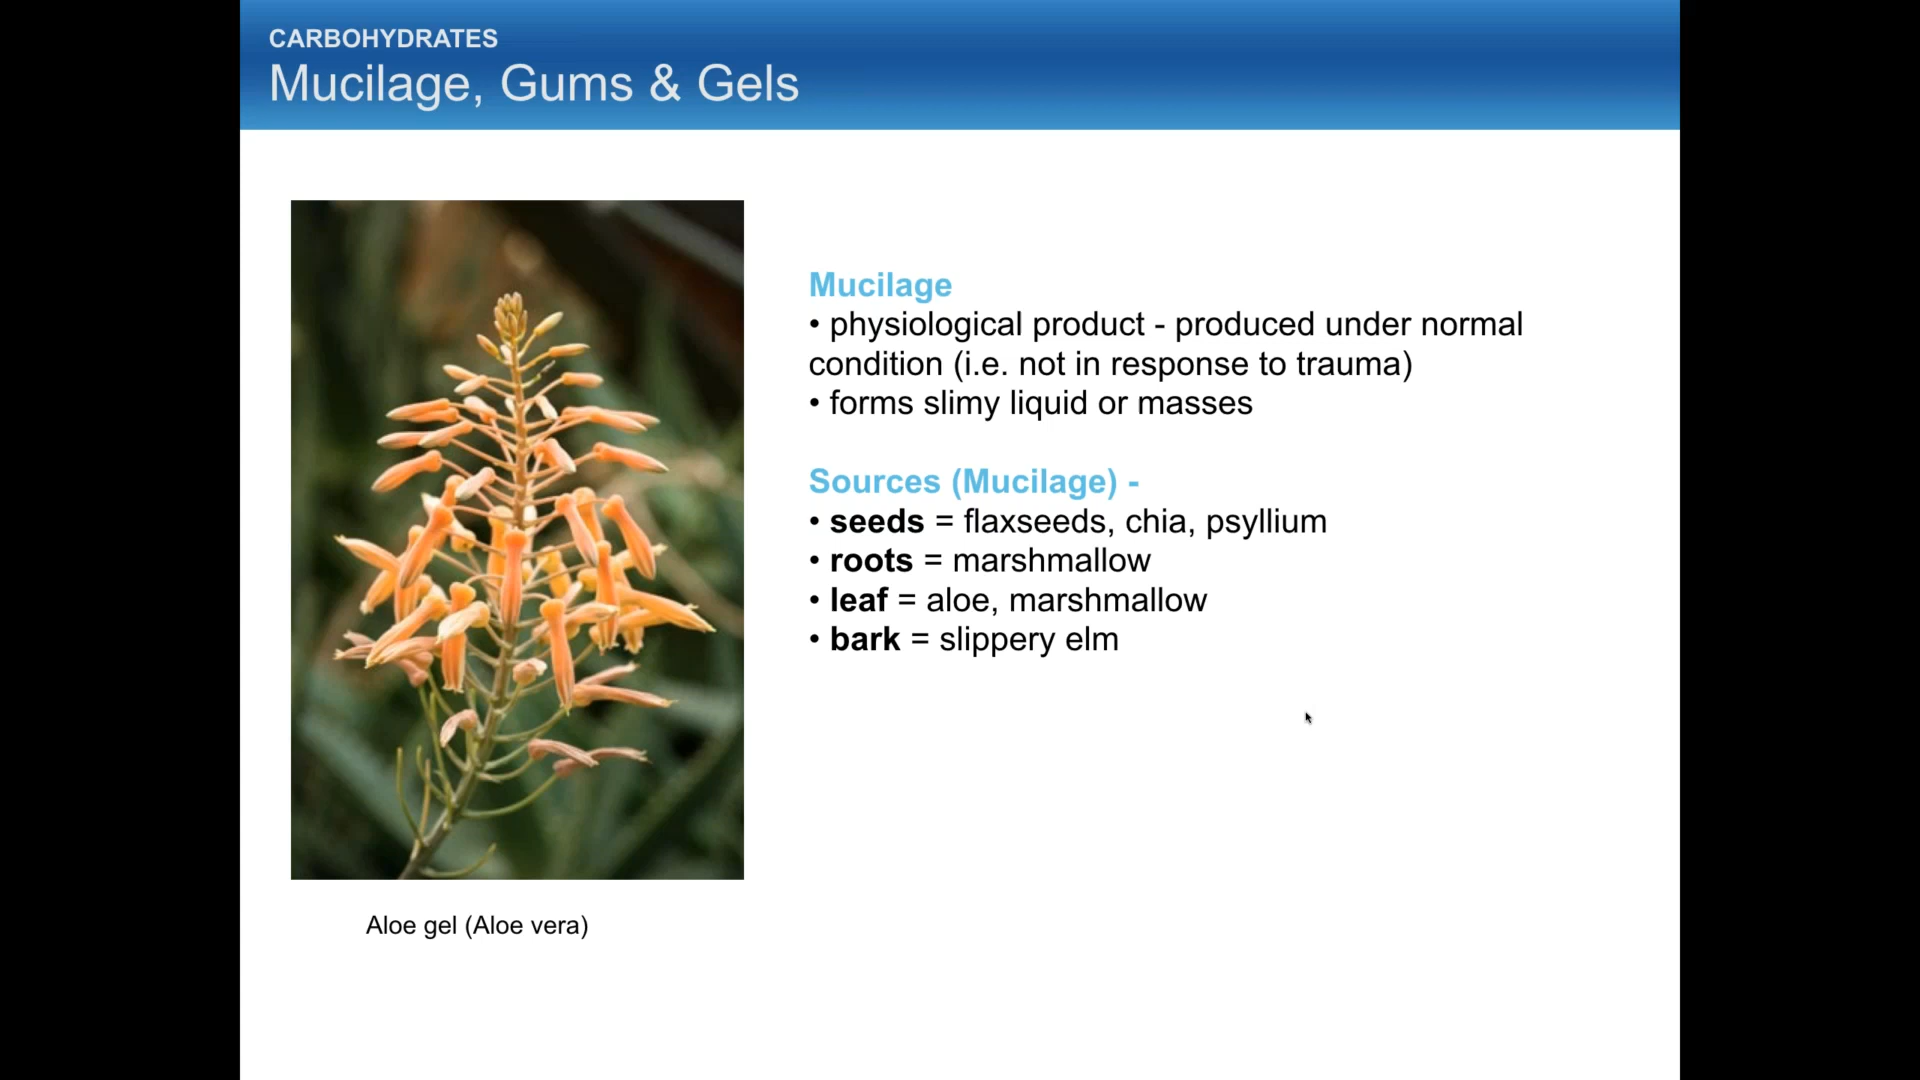 CARBOHYDRATES
Mucilage, Gums & Gels
Mucilage
• physiological product - produced under normal
condition (i.e. not in response to trauma)
• forms slimy liquid or masses
Sources (Mucilage) -
• seeds = flaxseeds, chia, psyllium
• roots = marshmallow
• leaf = aloe, marshmallow
• bark = slippery elm
Aloe gel (Aloe vera)